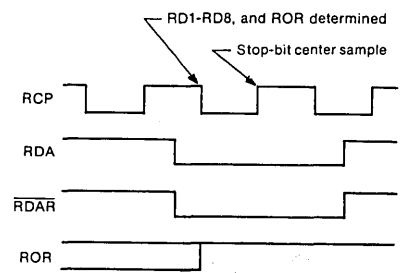 RD1-RD8, and ROR determined
Stop-bit center sample
RCP
RDA
RDAR
ROR